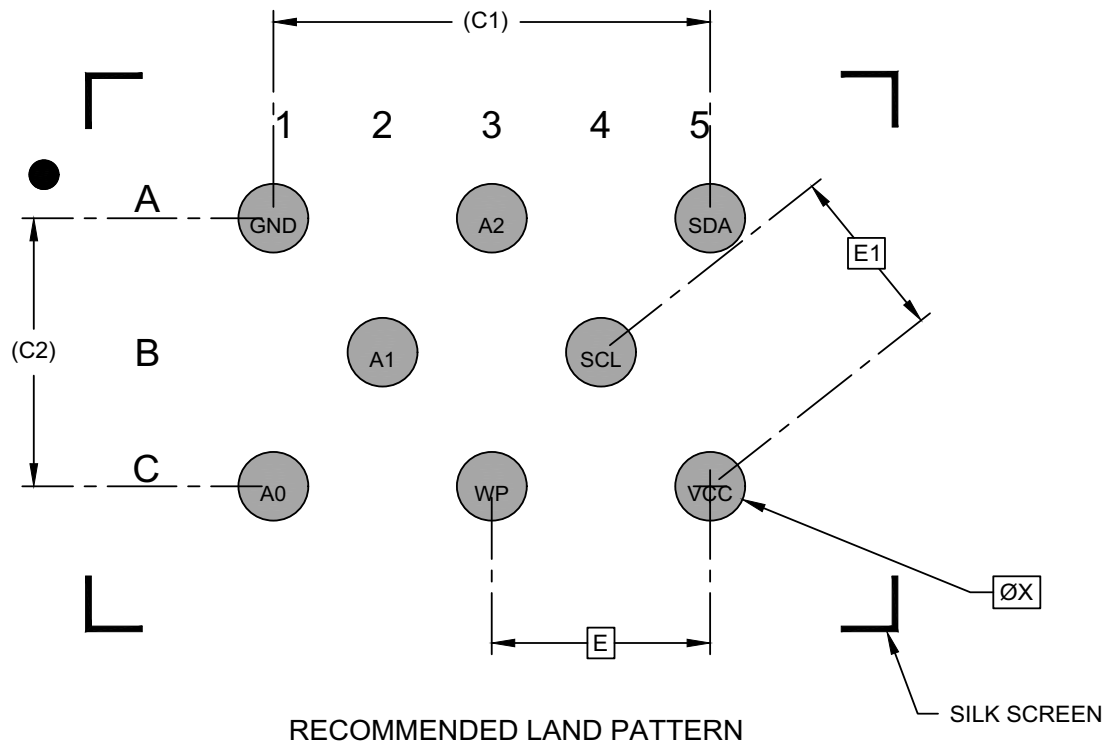 (C1)
1 2 3 4 5
A
GND A2 SDA
E1
(C2)
B
A1 SCL
C
A0 WP VCC
ØX
E
SILK SCREEN
RECOMMENDED LAND PATTERN